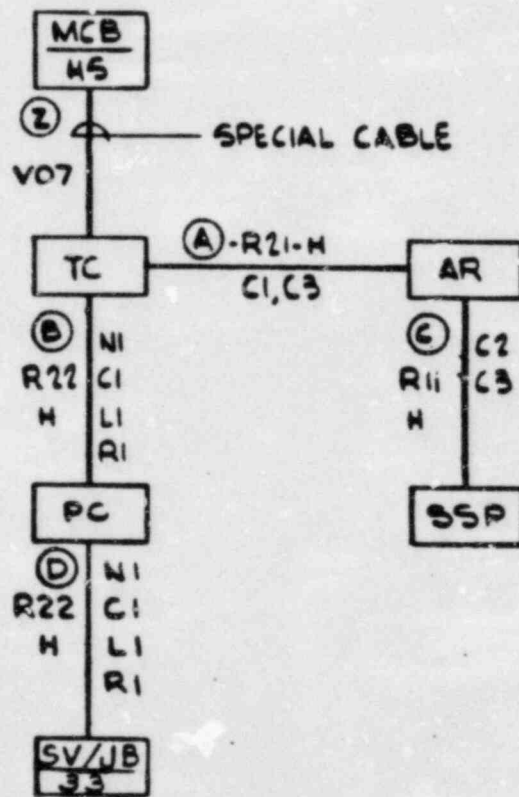 MCB
HS
Z
SPECIAL CABLE
V07
A -R21-H
C1, C3
TC
AR
B
N1
R22 C1
H L1
R1
C
C2
R11 C3
H
PC
SSP
D
N1
R22 C1
H L1
R1
SV/JB
33